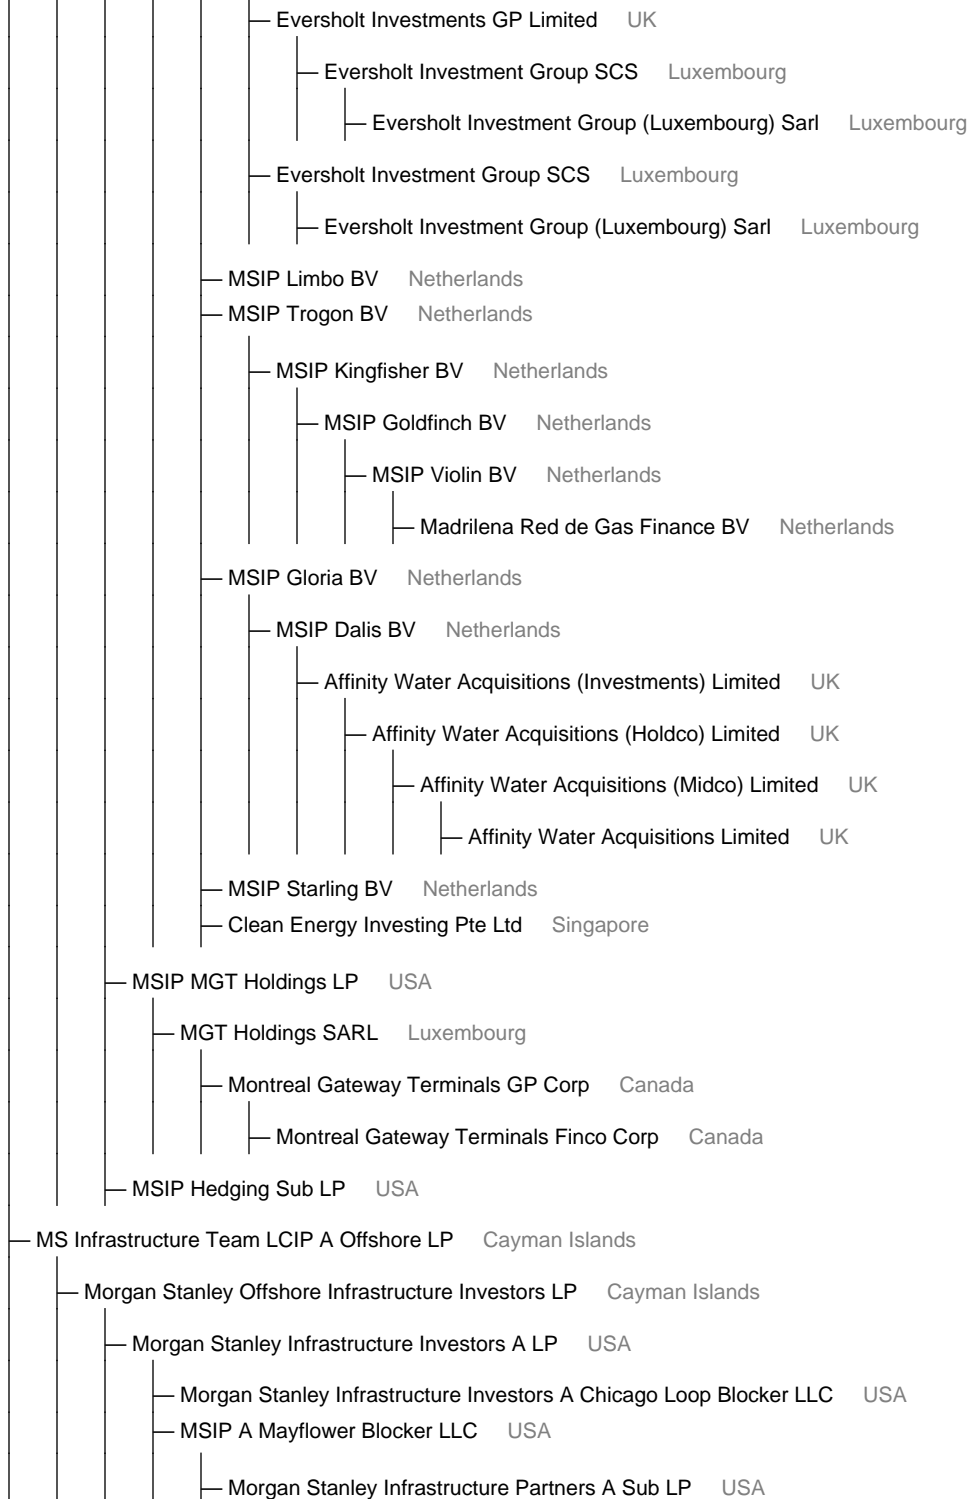 Eversholt Investments GP Limited UK
Eversholt Investment Group SCS Luxembourg
Eversholt Investment Group (Luxembourg) Sarl Luxembourg
Eversholt Investment Group SCS Luxembourg
Eversholt Investment Group (Luxembourg) Sarl Luxembourg
MSIP Limbo BV Netherlands
MSIP Trogon BV Netherlands
MSIP Kingfisher BV Netherlands
MSIP Goldfinch BV Netherlands
MSIP Violin BV Netherlands
Madrilena Red de Gas Finance BV Netherlands
MSIP Gloria BV Netherlands
MSIP Dalis BV Netherlands
Affinity Water Acquisitions (Investments) Limited UK
Affinity Water Acquisitions (Holdco) Limited UK
Affinity Water Acquisitions (Midco) Limited UK
Affinity Water Acquisitions Limited UK
MSIP Starling BV Netherlands
Clean Energy Investing Pte Ltd Singapore
MSIP MGT Holdings LP USA
MGT Holdings SARL Luxembourg
Montreal Gateway Terminals GP Corp Canada
Montreal Gateway Terminals Finco Corp Canada
MSIP Hedging Sub LP USA
MS Infrastructure Team LCIP A Offshore LP Cayman Islands
Morgan Stanley Offshore Infrastructure Investors LP Cayman Islands
Morgan Stanley Infrastructure Investors A LP USA
Morgan Stanley Infrastructure Investors A Chicago Loop Blocker LLC USA
MSIP A Mayflower Blocker LLC USA
Morgan Stanley Infrastructure Partners A Sub LP USA